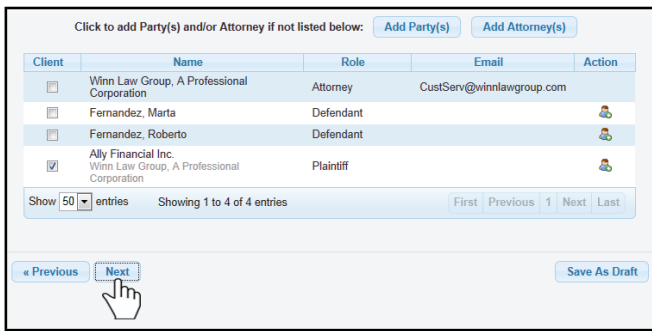 Click to add Party(s) and/or Attorney if not listed below: Add Party(s) Add Attorney(s)
Client Name Role Email Action
Winn Law Group, A Professional
Corporation Attorney CustServ@winnlawgroup.com
Fernandez, Marta Defendant
Fernandez, Roberto Defendant
Ally Financial Inc.
Winn Law Group, A Professional Plaintiff
Corporation
Show 50 entries Showing 1 to 4 of 4 entries First Previous 1 Next Last
« Previous Next Save As Draft